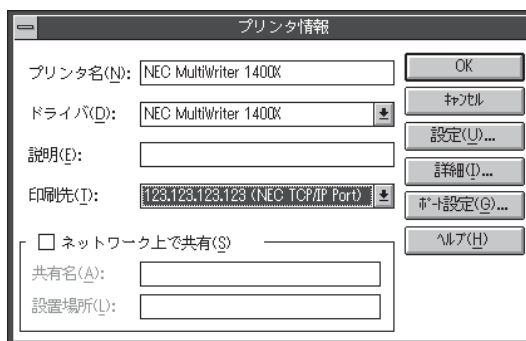 プリンタ情報
プリンタ名(N): NEC MultiWriter 1400X
ドライバ(D): NEC MultiWriter 1400X
説明(E):
印刷先(T): 123.123.123.123 (NEC TCP/IP Port)
ネットワーク上で共有(S)
共有名(A):
設置場所(L):
OK
キャンセル
設定(U)...
詳細(I)...
ポート設定(G)...
ヘルプ(H)